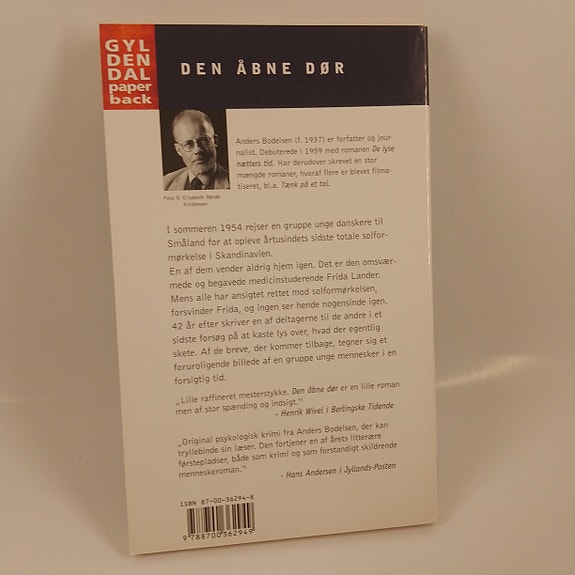 GYL
DEN
DAL
paper
back
DEN ÅBNE DØR
Anders Bodelsen (f. 1937) er forfatter og jour-
nalist. Debuterede i 1959 med romanen De lyse
nætters tid. Har derudover skrevet en stor
mængde romaner, hvoraf flere er blevet filma-
tiseret, bl.a. Tænk på et tal.
Foto © Elisabeth Rønde
Kristensen
I sommeren 1954 rejser en gruppe unge danskere til
Småland for at opleve årtusindets sidste totale solfor-
mørkelse i Skandinavien.
En af dem vender aldrig hjem igen. Det er den omsvær-
mede og begavede medicinstuderende Frida Lander.
Mens alle har ansigtet rettet mod solformørkelsen,
forsvinder Frida, og ingen ser hende nogensinde igen.
42 år efter skriver en af deltagerne til de andre i et
sidste forsøg på at kaste lys over, hvad der egentlig
skete. Af de breve, der kommer tilbage, tegner sig et
foruroligende billede af en gruppe unge mennesker i en
forsigtig tid.
„Lille raffineret mesterstykke. Den åbne dør er en lille roman
men af stor spænding og indsigt.“
- Henrik Wivel i Berlingske Tidende
„Original psykologisk krimi fra Anders Bodelsen, der kan
tryllebinde sin læser. Den fortjener en af årets litterære
førstepladser, både som krimi og som forstandigt skildrende
menneskeroman.“
- Hans Andersen i Jyllands-Posten
ISBN 87-00-36294-8
9 788700 362949